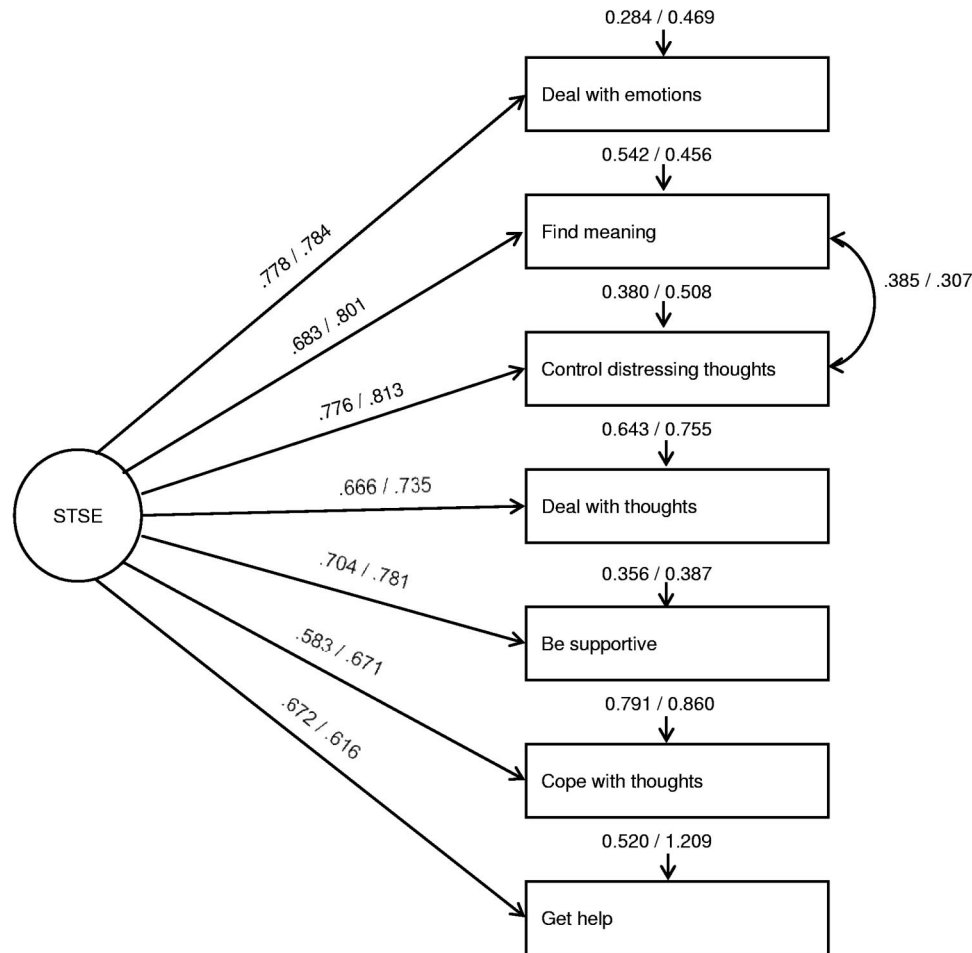 0.284 / 0.469
Deal with emotions
0.542 / 0.456
.778 / .784
Find meaning
.385 / .307
0.380 / 0.508
.683 / .801
Control distressing thoughts
.776 / .813
0.643 / 0.755
.666 / .735
Deal with thoughts
STSE
.704 / .781
0.356 / 0.387
Be supportive
.583 / .671
0.791 / 0.860
.672 / .616
Cope with thoughts
0.520 / 1.209
Get help